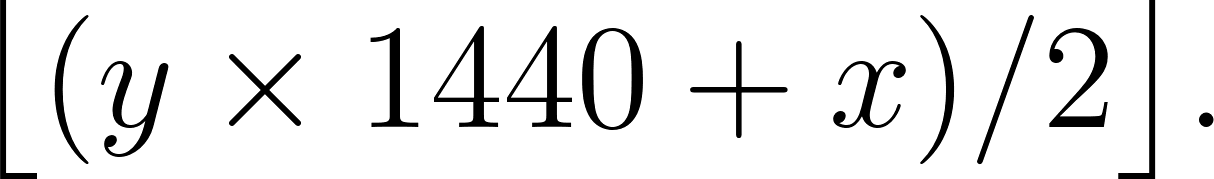 ⌊(y × 1440 + x)/2⌋.